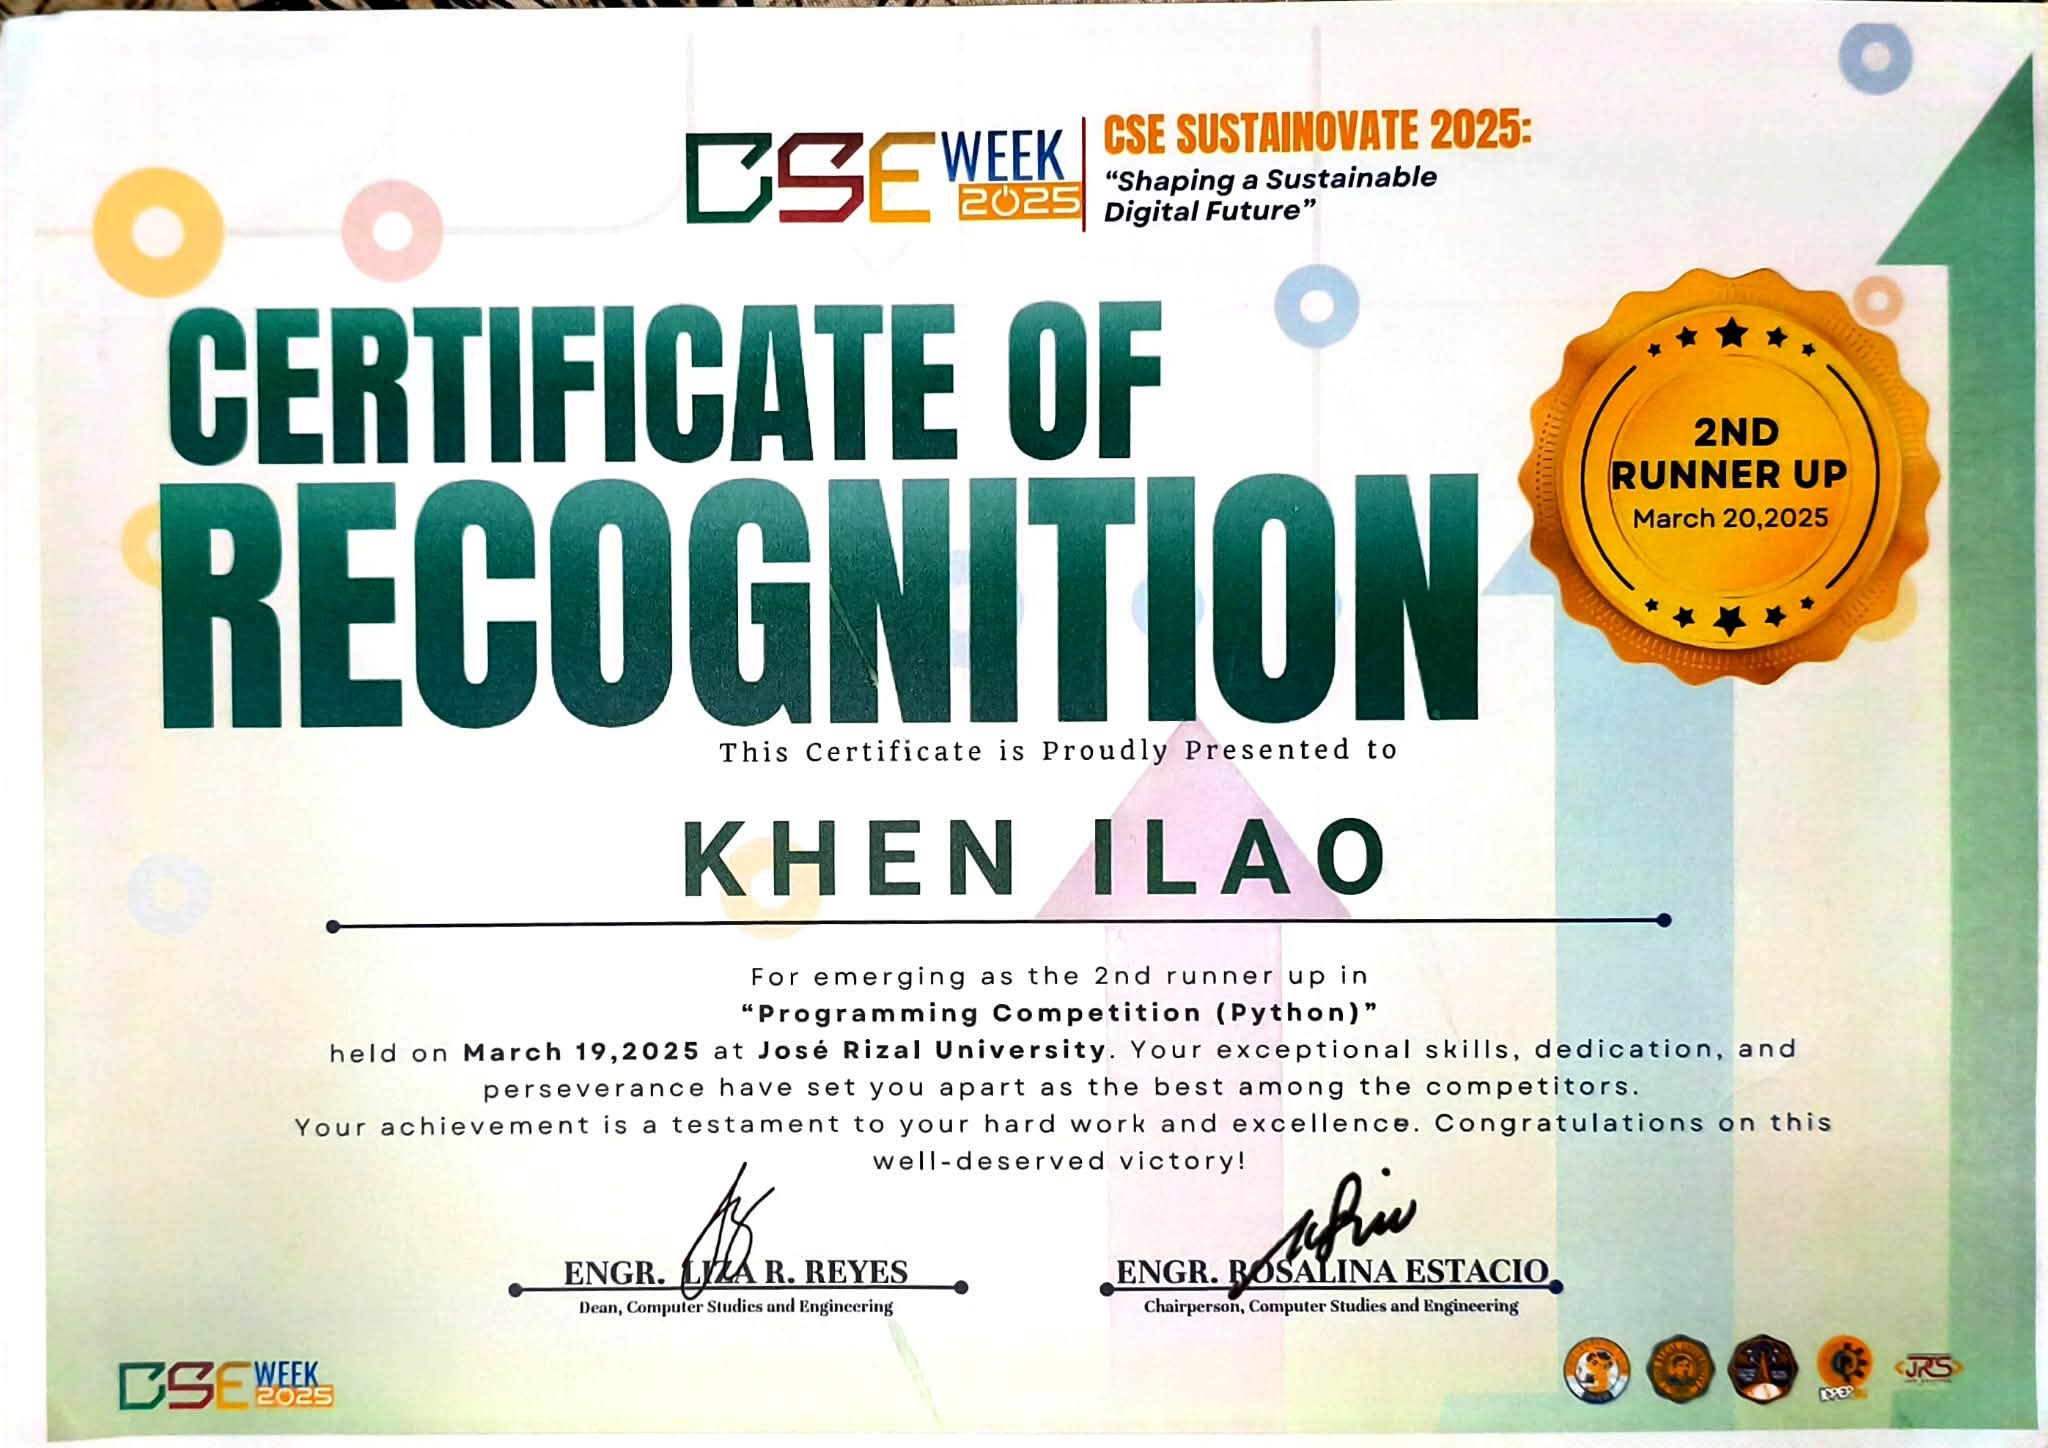 CSE WEEK 2025
CSE SUSTAINOVATE 2025:
“Shaping a Sustainable
Digital Future”
CERTIFICATE OF
RECOGNITION
2ND
RUNNER UP
March 20,2025
This Certificate is Proudly Presented to
KHEN ILAO
For emerging as the 2nd runner up in
“Programming Competition (Python)”
held on March 19,2025 at José Rizal University. Your exceptional skills, dedication, and
perseverance have set you apart as the best among the competitors.
Your achievement is a testament to your hard work and excellence. Congratulations on this
well-deserved victory!
ENGR. LIZA R. REYES
Dean, Computer Studies and Engineering
ENGR. ROSALINA ESTACIO
Chairperson, Computer Studies and Engineering
CSE WEEK 2025
JRS